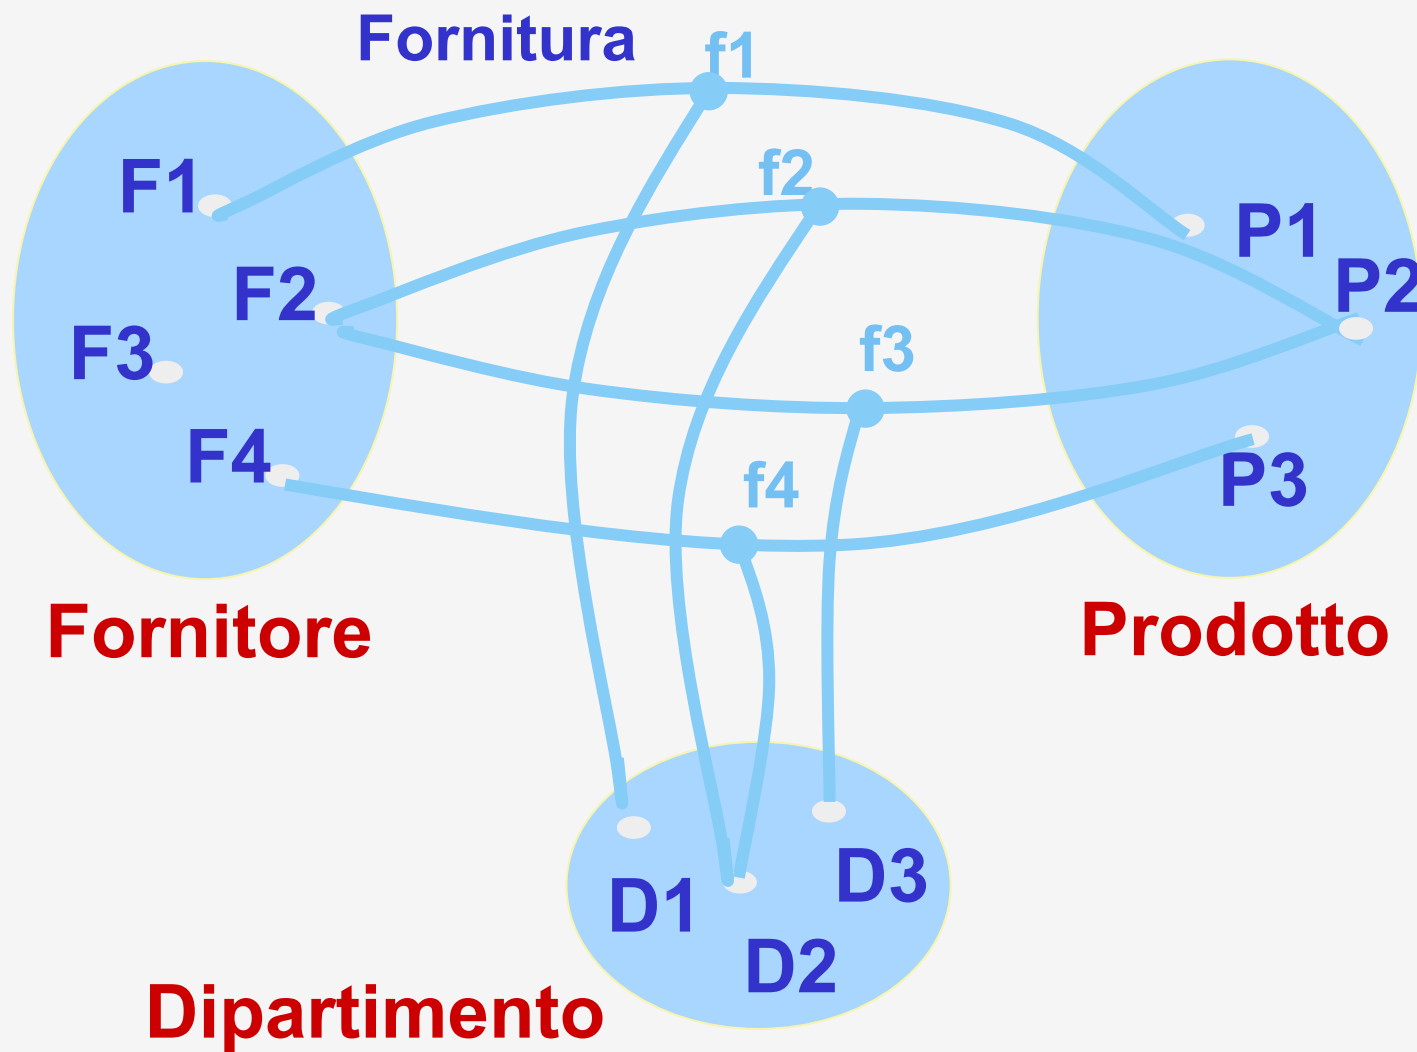 Fornitura
f1
f2
F1
P1
F2
P2
F3
f3
F4
f4
P3
Fornitore
Prodotto
D1
D3
D2
Dipartimento